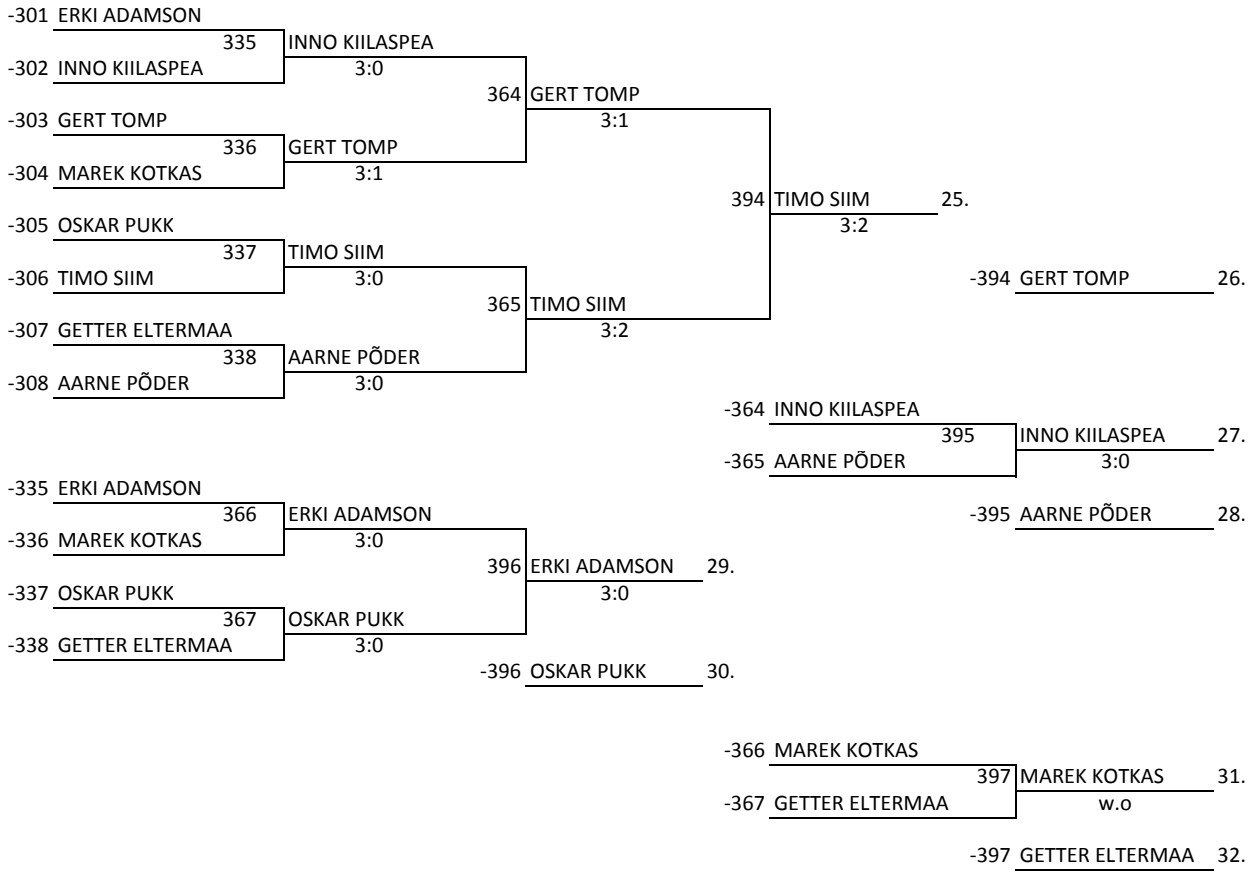 -301 ERKI ADAMSON
335 INNO KIILASPEA
-302 INNO KIILASPEA 3:0
364 GERT TOMP
-303 GERT TOMP 3:1
336 GERT TOMP
-304 MAREK KOTKAS 3:1
394 TIMO SIIM 25.
-305 OSKAR PUKK 3:2
337 TIMO SIIM
-306 TIMO SIIM 3:0 -394 GERT TOMP 26.
365 TIMO SIIM
-307 GETTER ELTERMAA 3:2
338 AARNE PÕDER
-308 AARNE PÕDER 3:0
-364 INNO KIILASPEA
395 INNO KIILASPEA 27.
-365 AARNE PÕDER 3:0
-335 ERKI ADAMSON
366 ERKI ADAMSON -395 AARNE PÕDER 28.
-336 MAREK KOTKAS 3:0
396 ERKI ADAMSON 29.
-337 OSKAR PUKK 3:0
367 OSKAR PUKK
-338 GETTER ELTERMAA 3:0
-396 OSKAR PUKK 30.
-366 MAREK KOTKAS
397 MAREK KOTKAS 31.
-367 GETTER ELTERMAA w.o
-397 GETTER ELTERMAA 32.